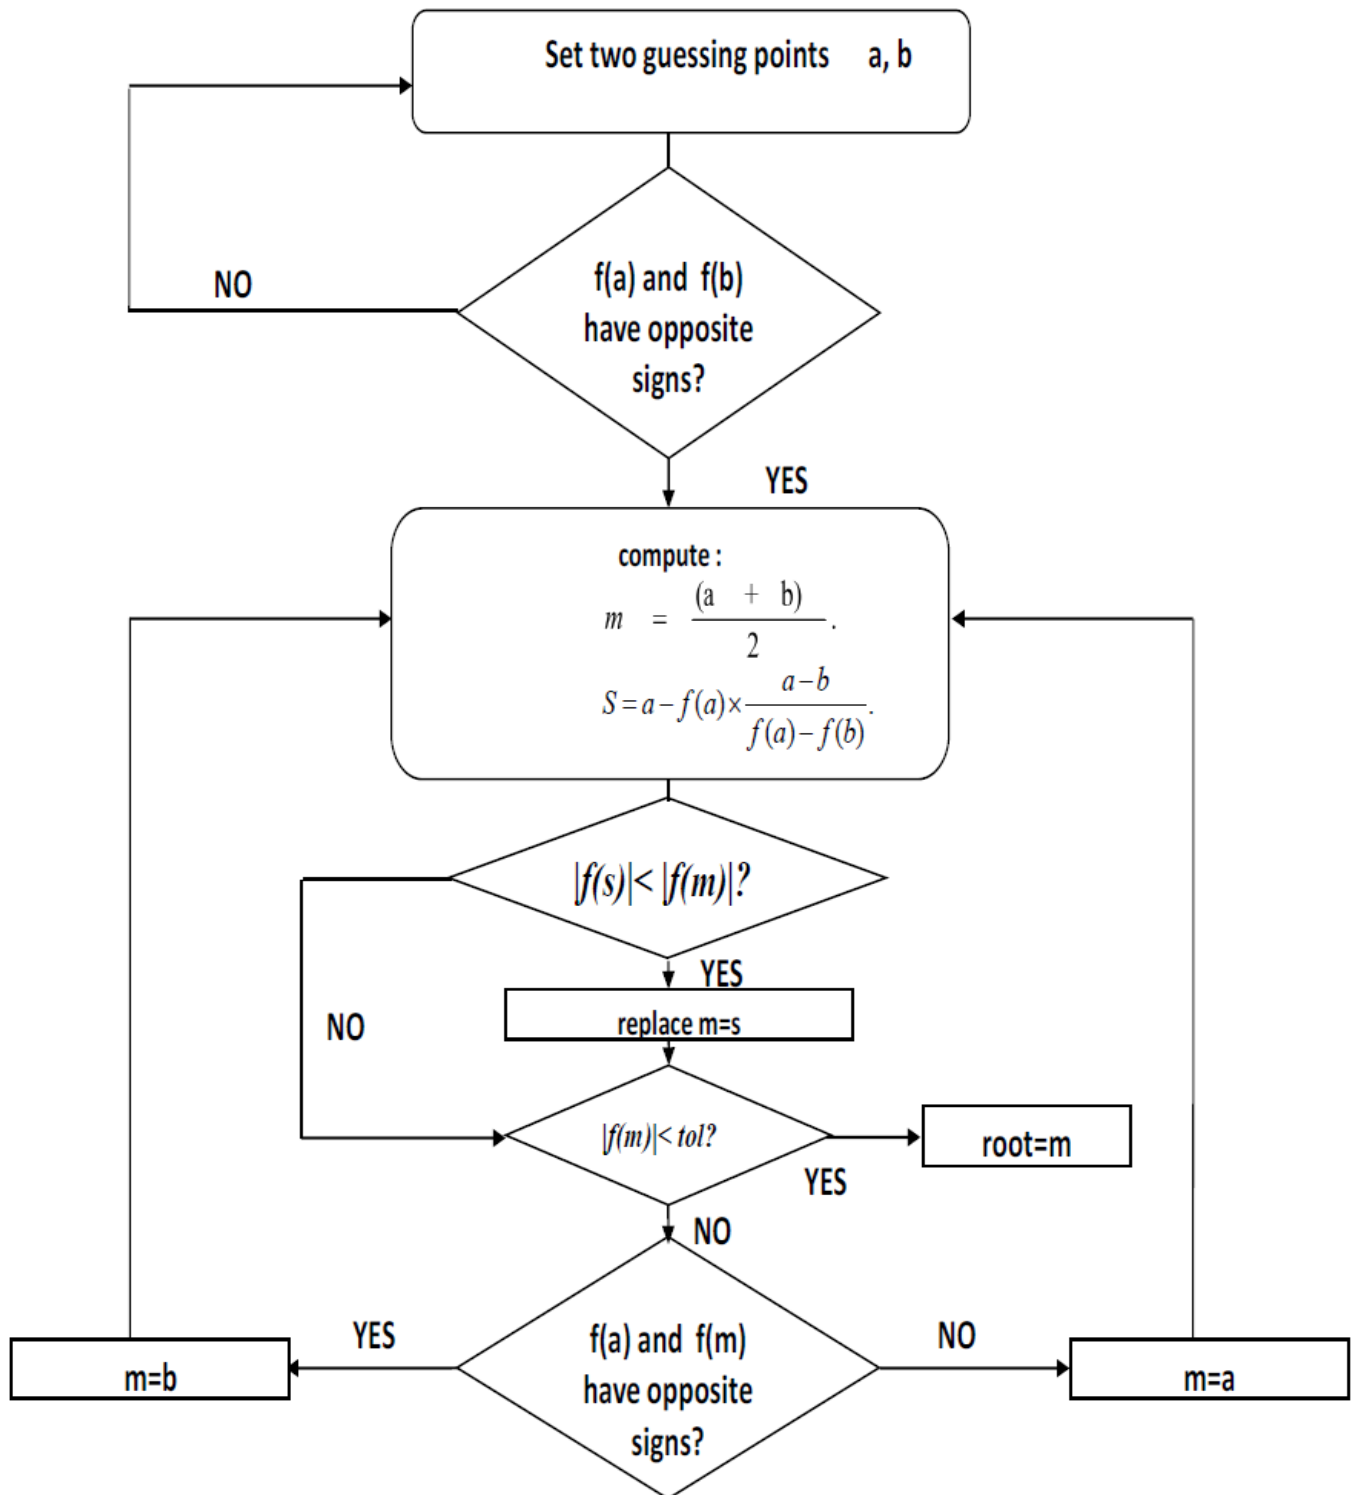 Set two guessing points a, b
NO
f(a) and f(b)
have opposite
signs?
YES
compute :
m = (a + b) / 2 .
S = a − f(a) × (a − b) / (f(a) − f(b)) .
|f(s)|< |f(m)|?
YES
NO
replace m=s
|f(m)|< tol?
YES
root=m
NO
f(a) and f(m)
have opposite
signs?
YES
NO
m=b
m=a